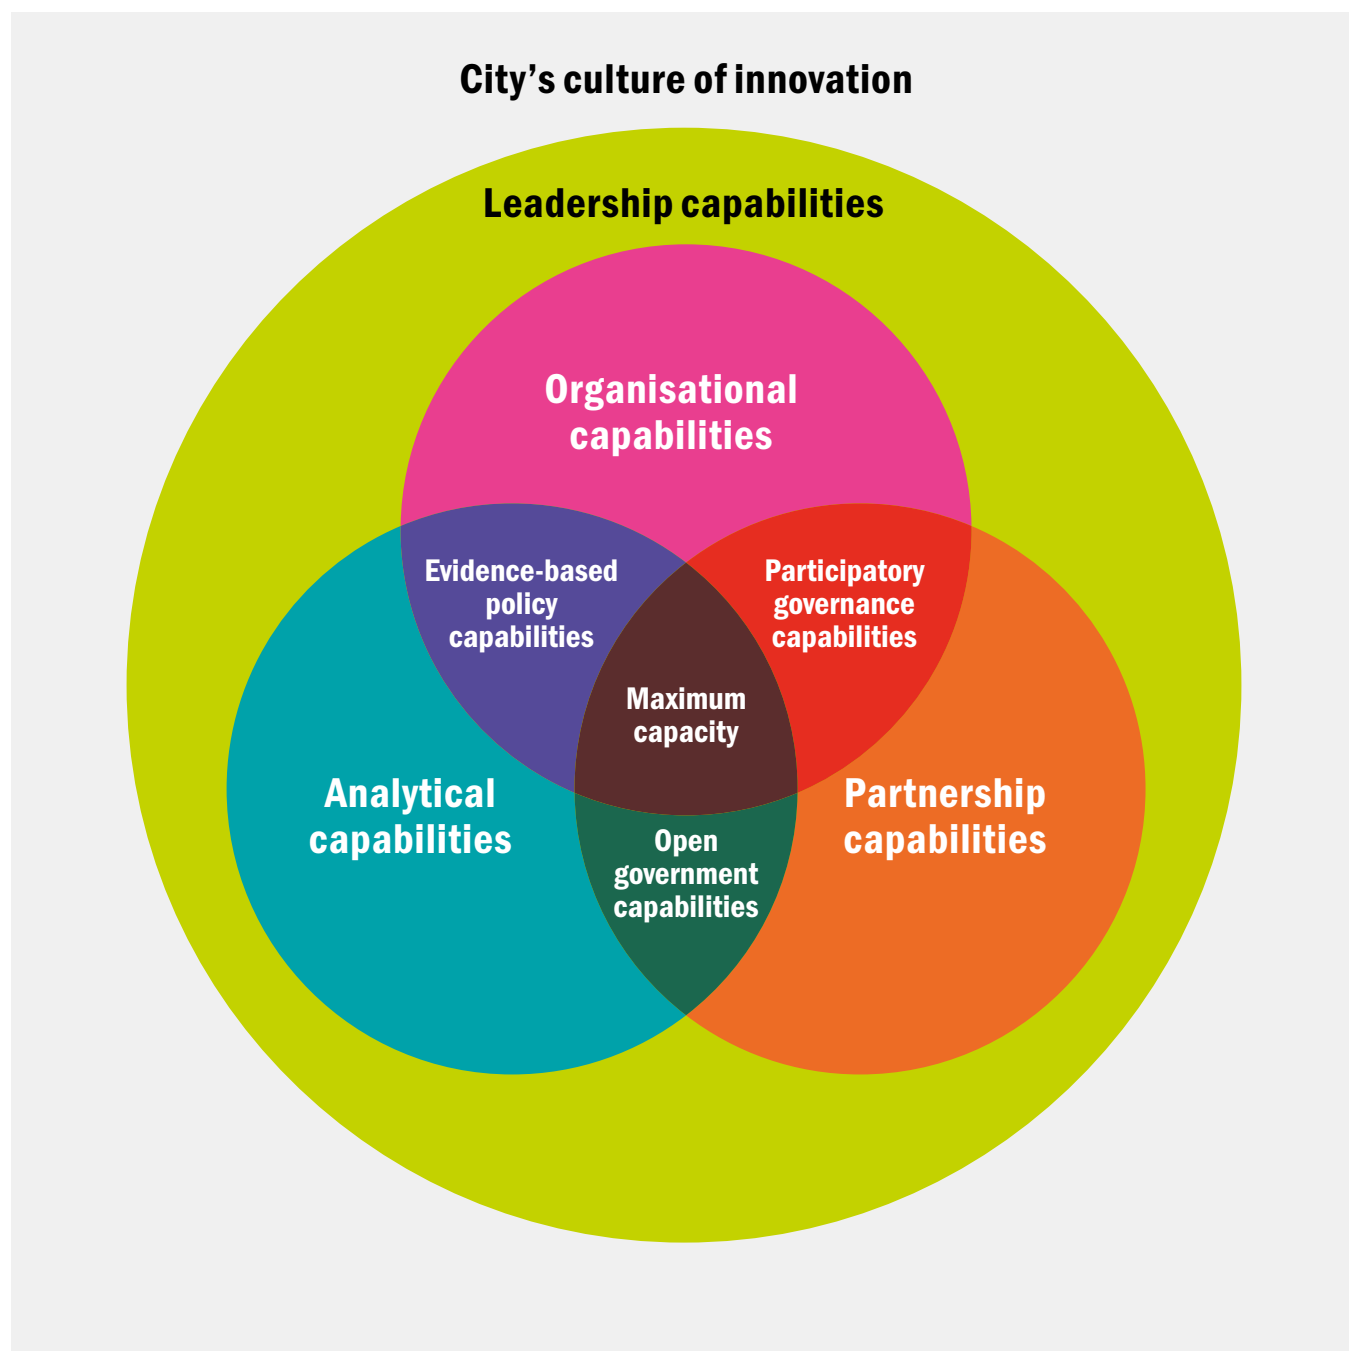 City’s culture of innovation
Leadership capabilities
Organisational
capabilities
Evidence-based
policy
capabilities
Participatory
governance
capabilities
Maximum
capacity
Analytical
capabilities
Partnership
capabilities
Open
government
capabilities